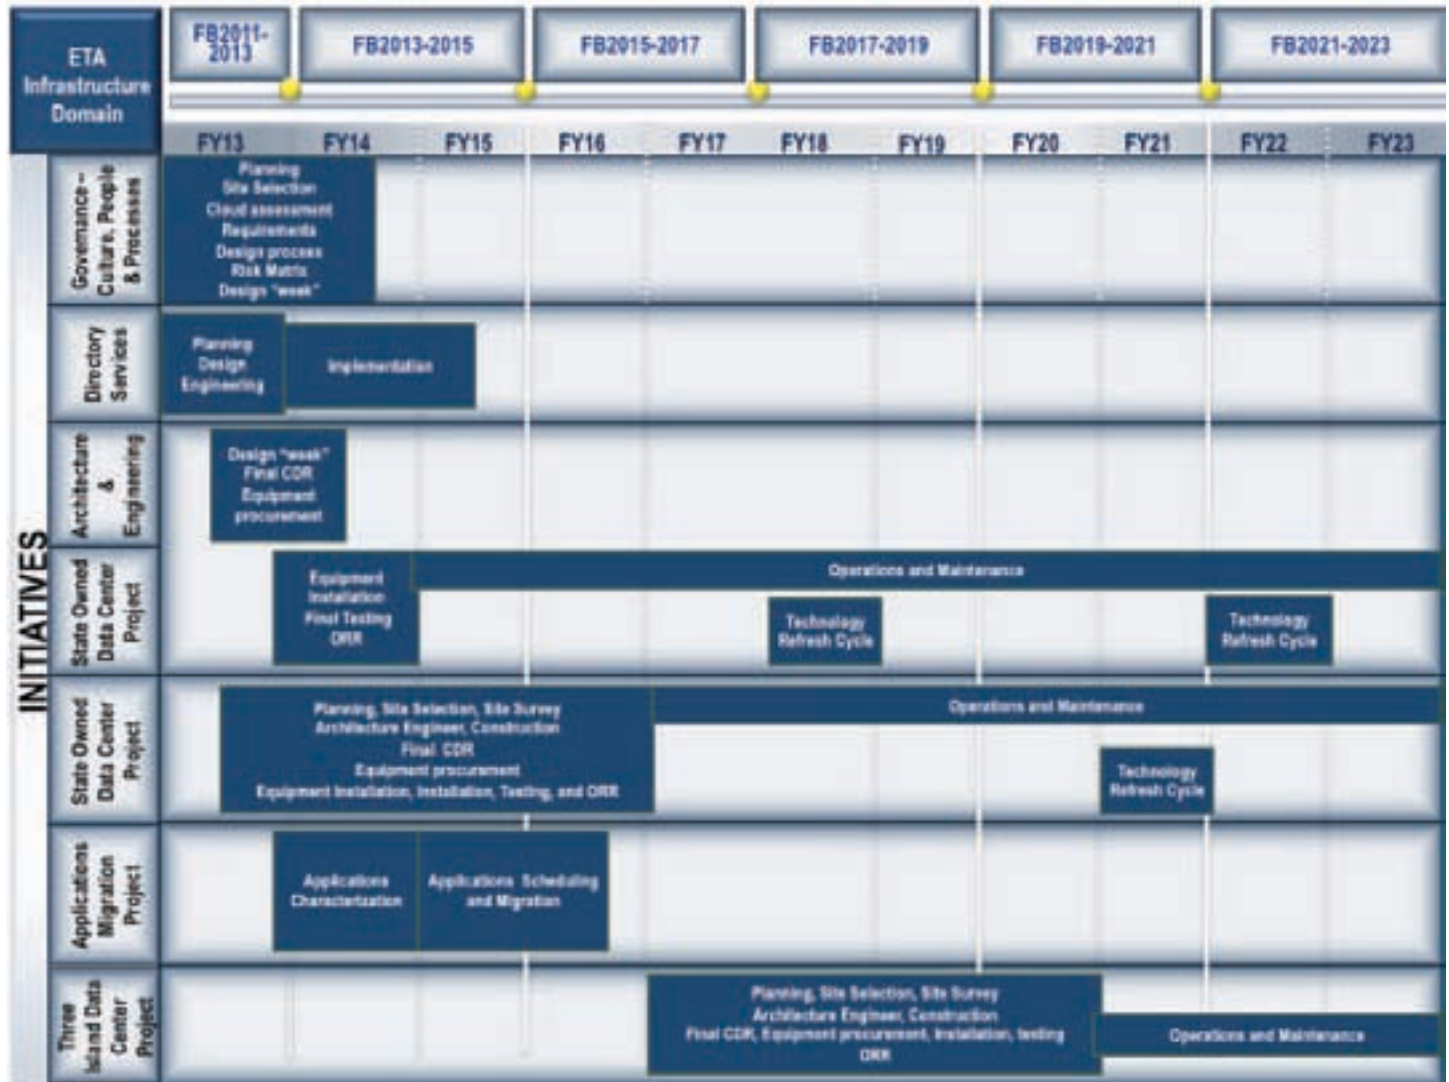 ETA
Infrastructure
Domain
FB2011-
2013
FB2013-2015
FB2015-2017
FB2017-2019
FB2019-2021
FB2021-2023
FY13
FY14
FY15
FY16
FY17
FY18
FY19
FY20
FY21
FY22
FY23
INITIATIVES
Governance –
Culture, People
& Processes
Planning
Site Selection
Cloud assessment
Requirements
Design process
Risk Matrix
Design "week"
Directory
Services
Planning
Design
Engineering
Implementation
Architecture
&
Engineering
Design "week"
Final CDR
Equipment
procurement
State Owned
Data Center
Project
Equipment
Installation
Final Testing
ORR
Operations and Maintenance
Technology
Refresh Cycle
Technology
Refresh Cycle
State Owned
Data Center
Project
Planning, Site Selection, Site Survey
Architecture Engineer, Construction
Final CDR
Equipment procurement
Equipment Installation, Installation, Testing, and ORR
Operations and Maintenance
Technology
Refresh Cycle
Applications
Migration
Project
Applications
Characterization
Applications Scheduling
and Migration
Three
Island Data
Center
Project
Planning, Site Selection, Site Survey
Architecture Engineer, Construction
Final CDR, Equipment procurement, Installation, testing
ORR
Operations and Maintenance